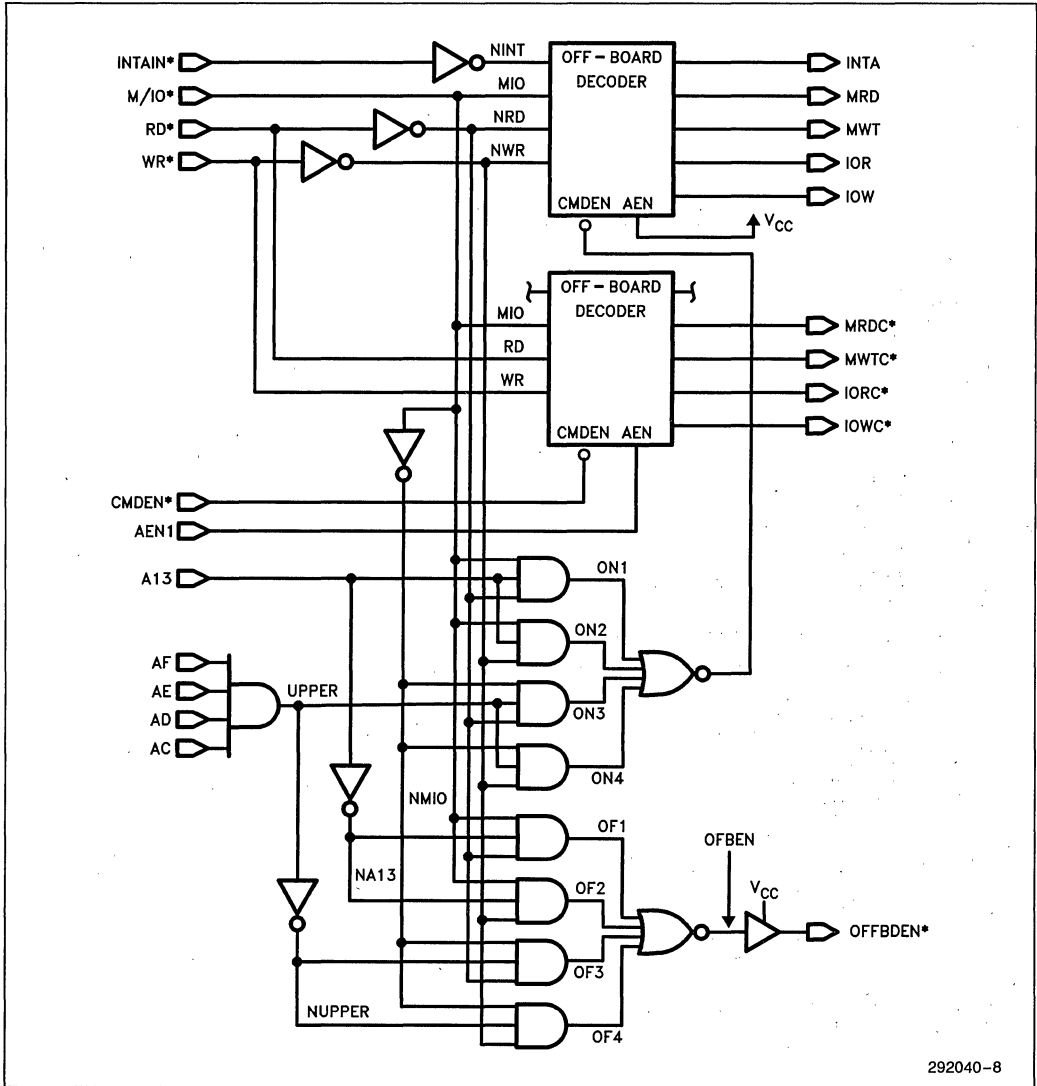 INTAIN* NINT OFF-BOARD DECODER INTA
M/IO* MIO MRD
RD* NRD MWT
WR* NWR IOR
IOW
CMDEN AEN
VCC
OFF-BOARD DECODER
MIO MRDC*
RD MWTC*
WR IORC*
IOWC*
CMDEN AEN
CMDEN*
AEN1
A13 ON1
ON2
AF
AE UPPER ON3
AD
AC ON4
NMIO
OF1
OFBEN
NA13 OF2
VCC
OFFBDEN*
OF3
NUPPER OF4
292040-8